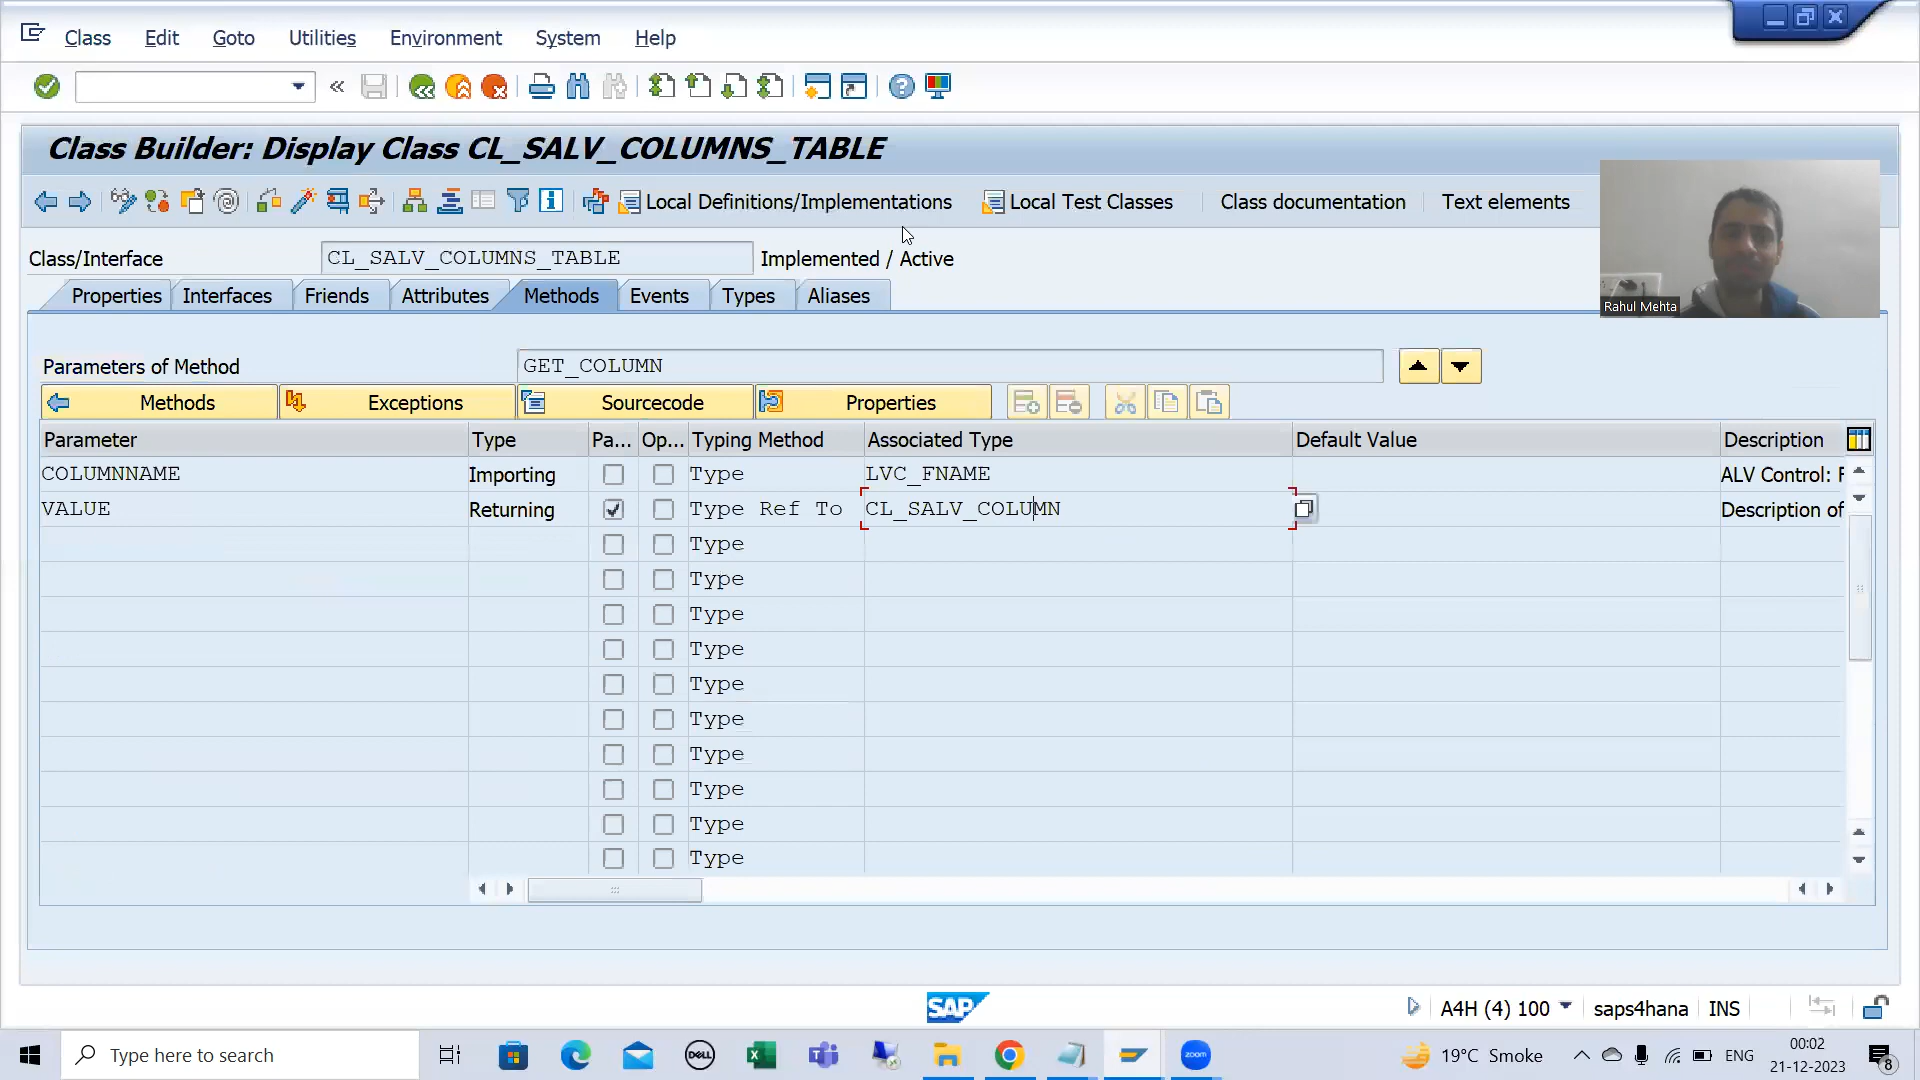 Class Edit Goto Utilities Environment System Help
Class Builder: Display Class CL_SALV_COLUMNS_TABLE
Local Definitions/Implementations Local Test Classes Class documentation Text elements
Class/Interface CL_SALV_COLUMNS_TABLE Implemented / Active
Properties Interfaces Friends Attributes Methods Events Types Aliases
Rahul Mehta
Parameters of Method GET_COLUMN
Methods Exceptions Sourcecode Properties
Parameter Type Pa... Op... Typing Method Associated Type Default Value Description
COLUMNNAME Importing Type LVC_FNAME ALV Control: F
VALUE Returning Type Ref To CL_SALV_COLUMN Description of
Type
Type
Type
Type
Type
Type
Type
Type
Type
Type
SAP A4H (4) 100 saps4hana INS
Type here to search DELL zoom 19°C Smoke ENG 00:02
21-12-2023 8